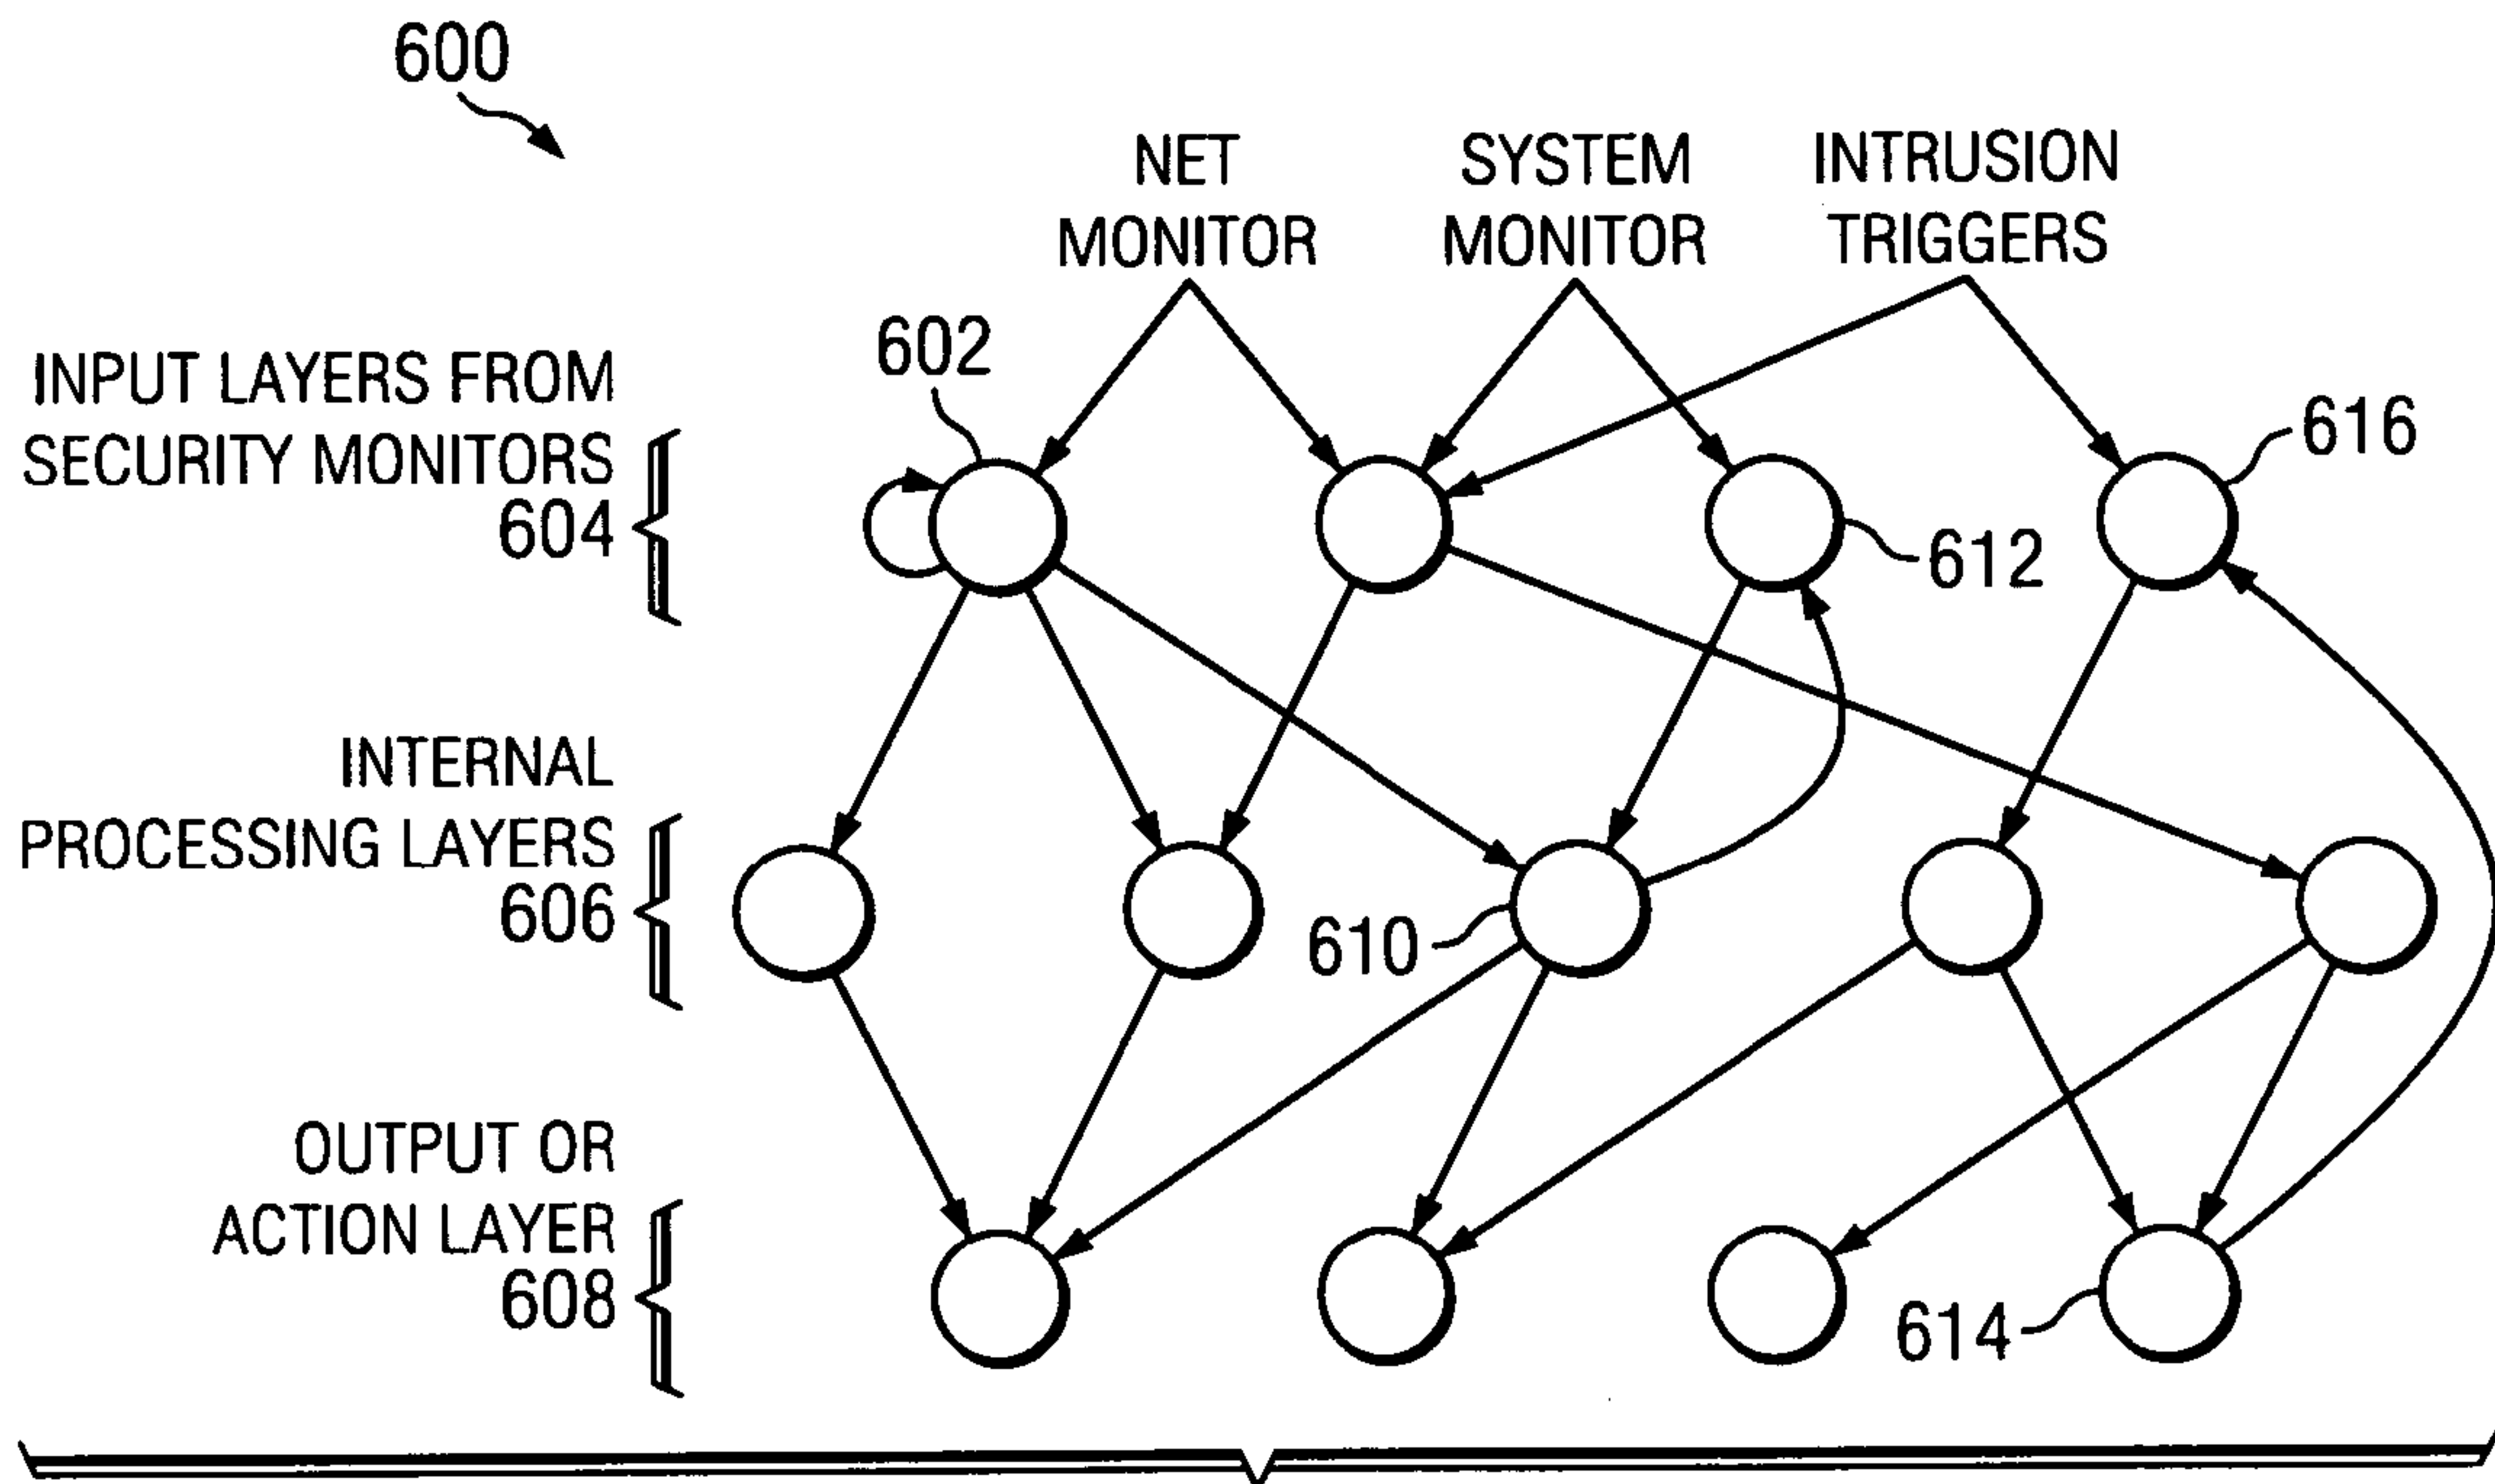 600
NET
MONITOR
SYSTEM
MONITOR
INTRUSION
TRIGGERS
602
INPUT LAYERS FROM
SECURITY MONITORS
604
616
612
INTERNAL
PROCESSING LAYERS
606
610
OUTPUT OR
ACTION LAYER
608
614